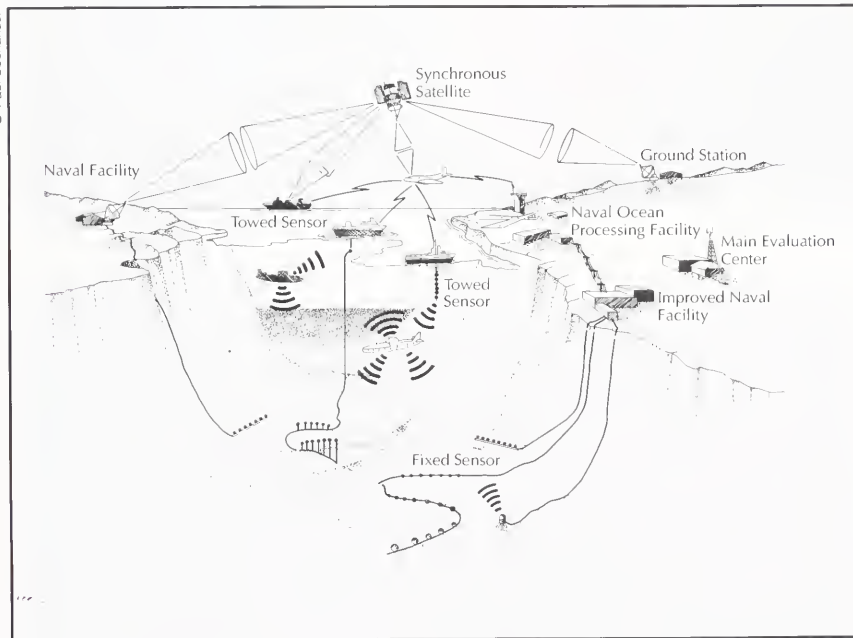 Synchronous
Satellite
Naval Facility
Ground Station
Towed Sensor
Naval Ocean
Processing Facility
Main Evaluation
Center
Towed
Sensor
Improved Naval
Facility
Fixed Sensor